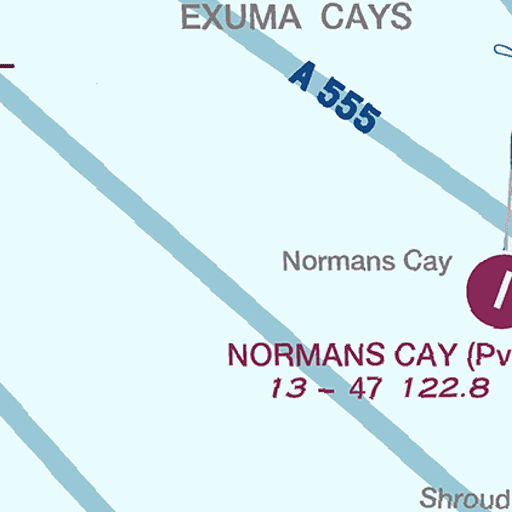 EXUMA CAYS
A 555
Normans Cay
NORMANS CAY (Pv
13 – 47 122.8
Shroud